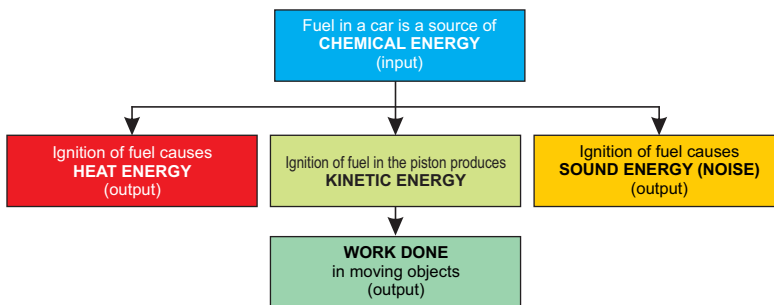 Fuel in a car is a source of
CHEMICAL ENERGY
(input)
Ignition of fuel causes
HEAT ENERGY
(output)
Ignition of fuel in the piston produces
KINETIC ENERGY
Ignition of fuel causes
SOUND ENERGY (NOISE)
(output)
WORK DONE
in moving objects
(output)